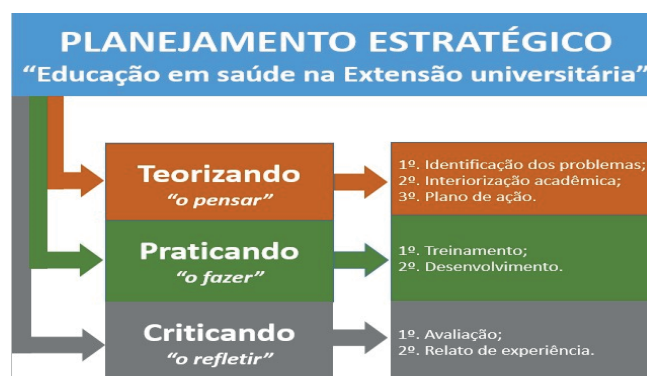 PLANEJAMENTO ESTRATÉGICO
“Educação em saúde na Extensão universitária”
Teorizando
“o pensar”
1º. Identificação dos problemas;
2º. Interiorização acadêmica;
3º. Plano de ação.
Praticando
“o fazer”
1º. Treinamento;
2º. Desenvolvimento.
Criticando
“o refletir”
1º. Avaliação;
2º. Relato de experiência.